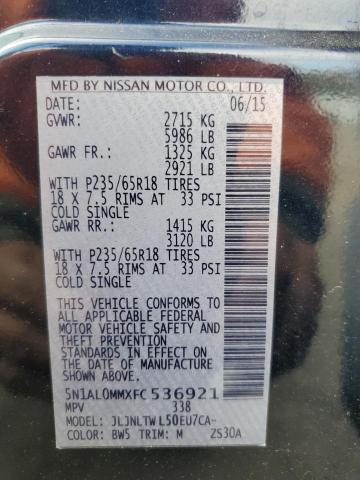 MFD BY NISSAN MOTOR CO., LTD.
DATE: 06/15
GVWR: 2715 KG
5986 LB
GAWR FR.: 1325 KG
2921 LB
WITH P235/65R18 TIRES
18 X 7.5 RIMS AT 33 PSI
COLD SINGLE
GAWR RR.: 1415 KG
3120 LB
WITH P235/65R18 TIRES
18 X 7.5 RIMS AT 33 PSI
COLD SINGLE
THIS VEHICLE CONFORMS TO
ALL APPLICABLE FEDERAL
MOTOR VEHICLE SAFETY AND
THEFT PREVENTION
STANDARDS IN EFFECT ON
THE DATE OF MANUFACTURE
SHOWN ABOVE.
5N1AL0MMXFC536921
MPV 338
JLJNLTWL50EU7CA-
COLOR: BW5 TRIM: M ZS30A